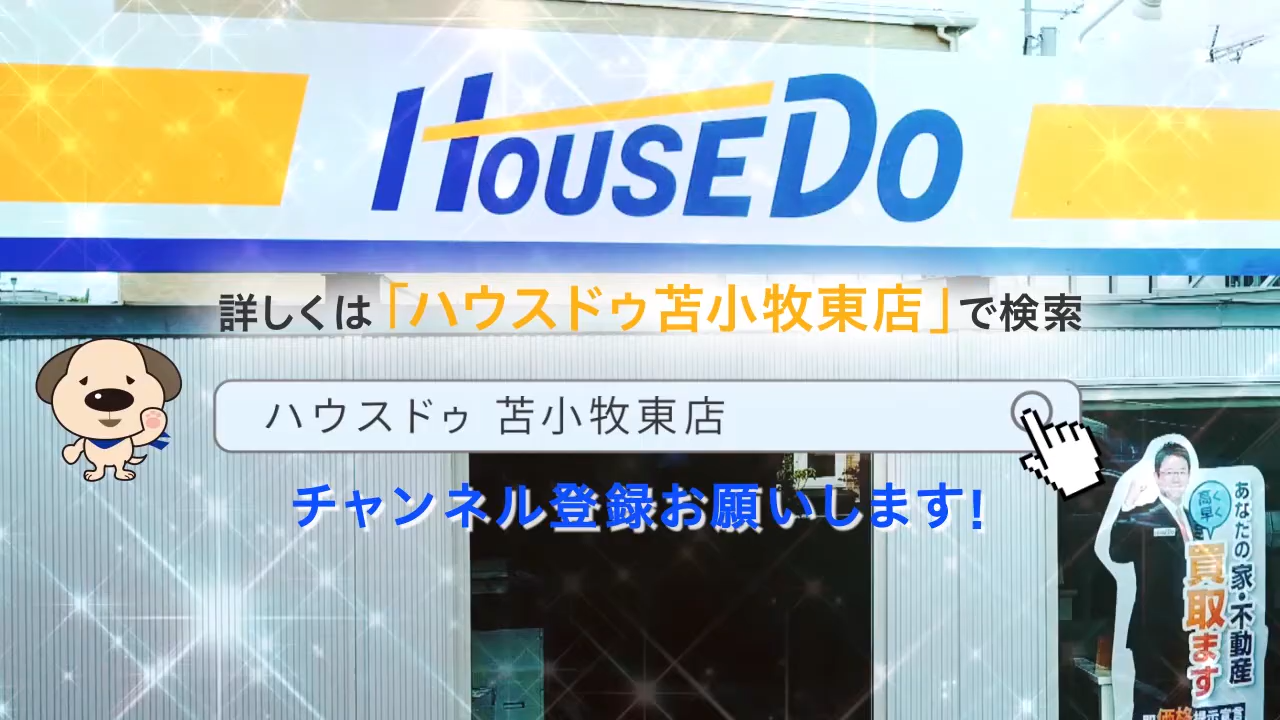 HouseDo
詳しくは「ハウスドゥ苫小牧東店」で検索
ハウスドゥ 苫小牧東店
チャンネル登録お願いします!
あなたの家・不動産
高く
早く
買取ます
価格